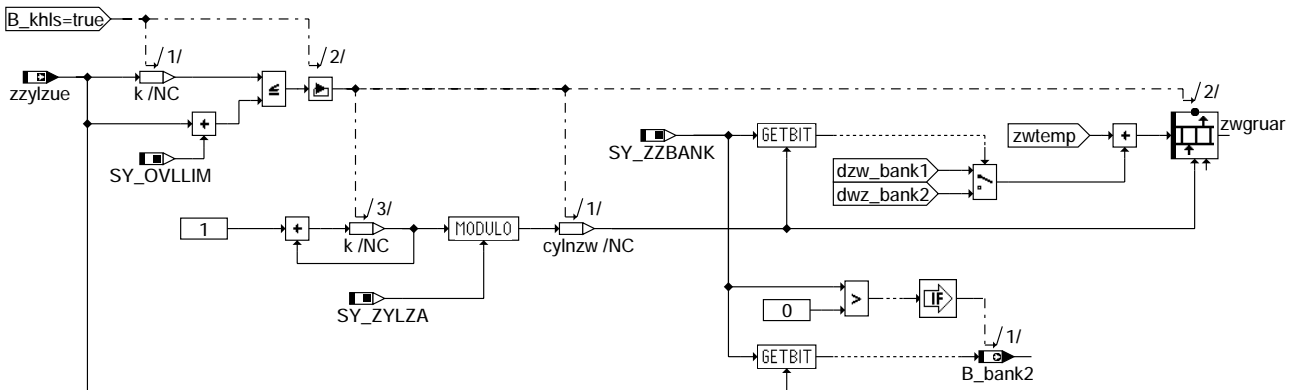 B_khls=true
/1/
/2/
zzylzue
k /NC
≤
+
SY_OVLLIM
/2/
zwgruar
SY_ZZBANK
GETBIT
zwtemp
+
dzw_bank1
dwz_bank2
/3/
/1/
1
+
k /NC
MODULO
cylnzw /NC
SY_ZYLZA
0
>
IF
/1/
GETBIT
B_bank2